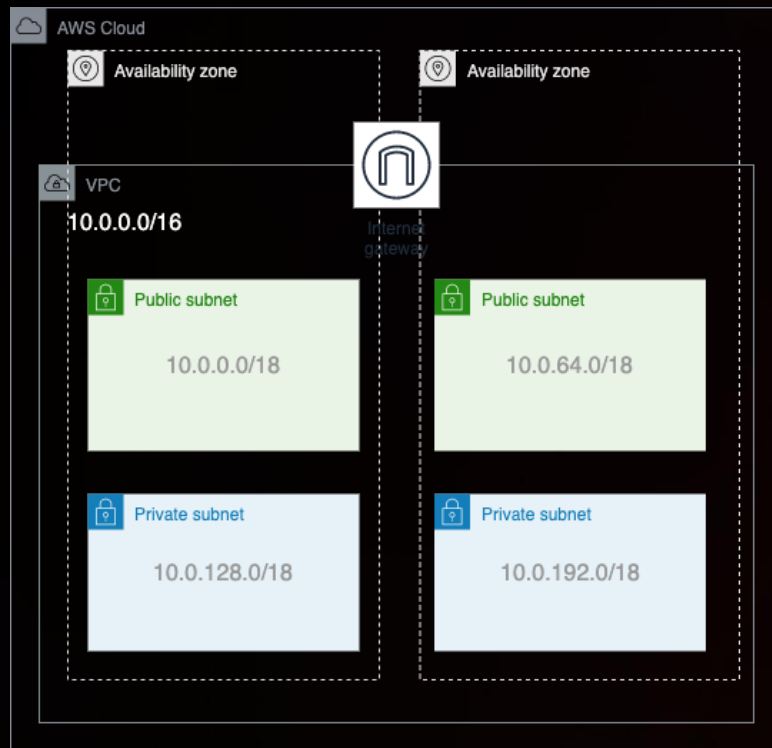 AWS Cloud
Availability zone
Availability zone
VPC
10.0.0.0/16
Internet
gateway
Public subnet
10.0.0.0/18
Public subnet
10.0.64.0/18
Private subnet
10.0.128.0/18
Private subnet
10.0.192.0/18